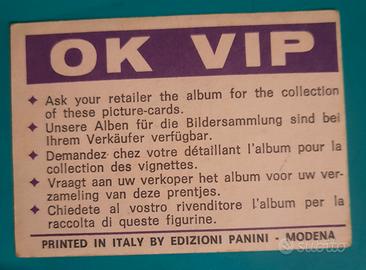 OK VIP
✦ Ask your retailer the album for the collection
of these picture-cards.
✦ Unsere Alben für die Bildersammlung sind bei
Ihrem Verkäufer verfügbar.
✦ Demandez chez votre détaillant l'album pour la
collection des vignettes.
✦ Vraagt aan uw verkoper het album voor uw ver-
zameling van deze prentjes.
✦ Chiedete al vostro rivenditore l'album per la
raccolta di queste figurine.
PRINTED IN ITALY BY EDIZIONI PANINI - MODENA
subito